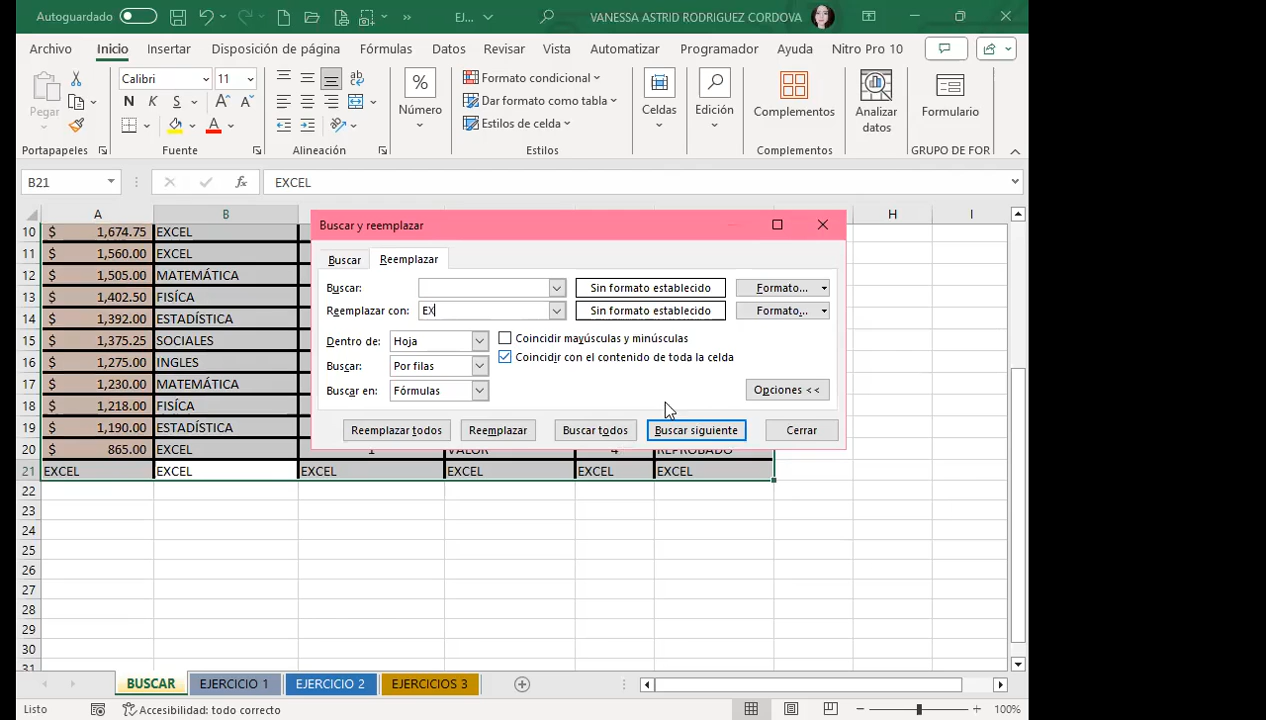 Autoguardado EJ... VANESSA ASTRID RODRIGUEZ CORDOVA
Archivo Inicio Insertar Disposición de página Fórmulas Datos Revisar Vista Automatizar Programador Ayuda Nitro Pro 10
Pegar Calibri 11 Número Formato condicional Celdas Edición Complementos Analizar datos Formulario
Dar formato como tabla
N K S Estilos de celda
Portapapeles Fuente Alineación Estilos Complementos GRUPO DE FOR
B21 fx EXCEL
A B H I
10 $ 1,674.75 EXCEL
11 $ 1,560.00 EXCEL
12 $ 1,505.00 MATEMÁTICA
13 $ 1,402.50 FISÍCA
14 $ 1,392.00 ESTADÍSTICA
15 $ 1,375.25 SOCIALES
16 $ 1,275.00 INGLES
17 $ 1,230.00 MATEMÁTICA
18 $ 1,218.00 FISÍCA
19 $ 1,190.00 ESTADÍSTICA
20 $ 865.00 EXCEL 1 VALOR 4 REPROBADO
21 EXCEL EXCEL EXCEL EXCEL EXCEL EXCEL
22
23
24
25
26
27
28
29
30
31
Buscar y reemplazar
Buscar Reemplazar
Buscar: Sin formato establecido Formato...
Reemplazar con: EX Sin formato establecido Formato...
Dentro de: Hoja Coincidir mayúsculas y minúsculas
Buscar: Por filas Coincidir con el contenido de toda la celda
Buscar en: Fórmulas Opciones <<
Reemplazar todos Reemplazar Buscar todos Buscar siguiente Cerrar
BUSCAR EJERCICIO 1 EJERCICIO 2 EJERCICIOS 3
Listo Accesibilidad: todo correcto 100%